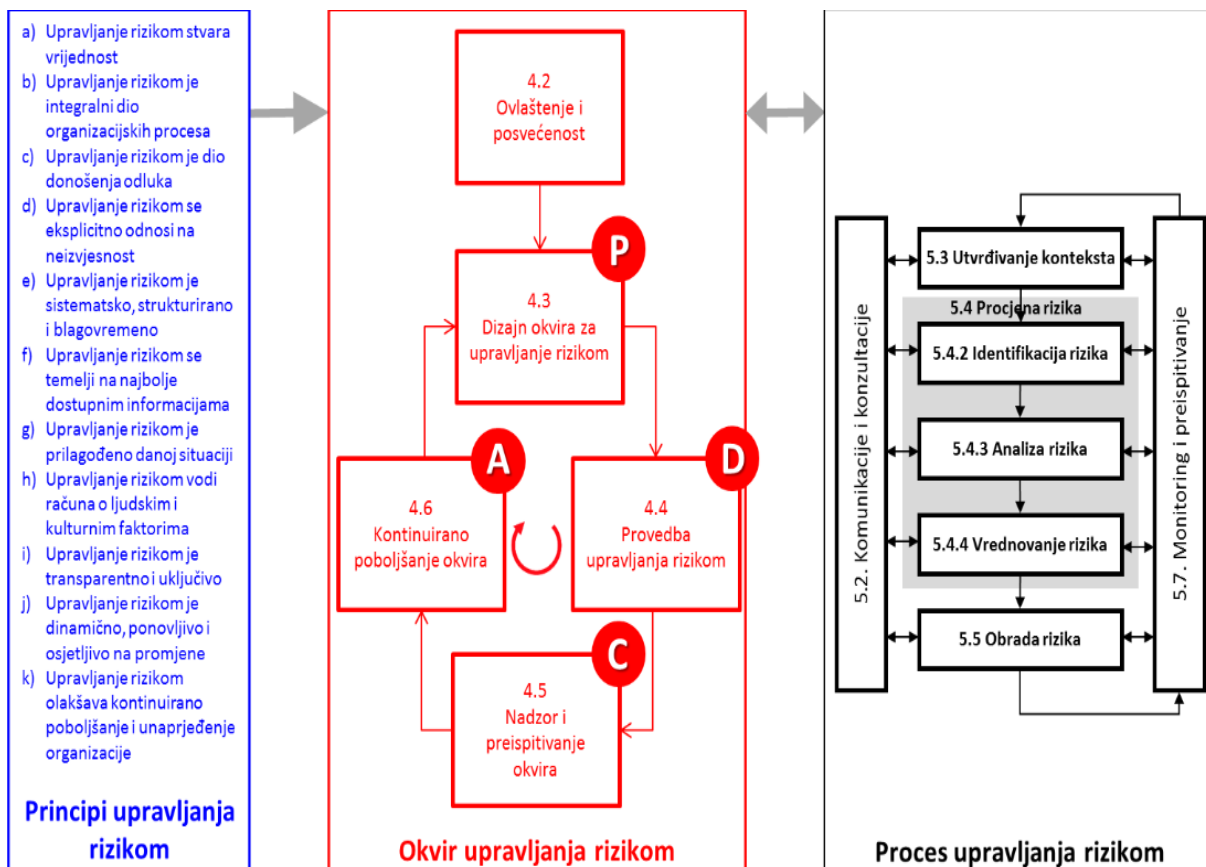 a) Upravljanje rizikom stvara
vrijednost
b) Upravljanje rizikom je
integralni dio
organizacijskih procesa
c) Upravljanje rizikom je dio
donošenja odluka
d) Upravljanje rizikom se
eksplicitno odnosi na
neizvjesnost
e) Upravljanje rizikom je
sistematsko, strukturirano
i blagovremeno
f) Upravljanje rizikom se
temelji na najbolje
dostupnim informacijama
g) Upravljanje rizikom je
prilagođeno danoj situaciji
h) Upravljanje rizikom vodi
računa o ljudskim i
kulturnim faktorima
i) Upravljanje rizikom je
transparentno i uključivo
j) Upravljanje rizikom je
dinamično, ponovljivo i
osjetljivo na promjene
k) Upravljanje rizikom
olakšava kontinuirano
poboljšanje i unaprjeđenje
organizacije
Principi upravljanja
rizikom
4.2
Ovlaštenje i
posvećenost
P
4.3
Dizajn okvira za
upravljanje rizikom
D
4.4
Provedba
upravljanja rizikom
C
4.5
Nadzor i
preispitivanje
okvira
A
4.6
Kontinuirano
poboljšanje okvira
Okvir upravljanja rizikom
5.2. Komunikacije i konzultacije
5.3 Utvrđivanje konteksta
5.4 Procjena rizika
5.4.2 Identifikacija rizika
5.4.3 Analiza rizika
5.4.4 Vrednovanje rizika
5.5 Obrada rizika
5.7. Monitoring i preispitivanje
Proces upravljanja rizikom